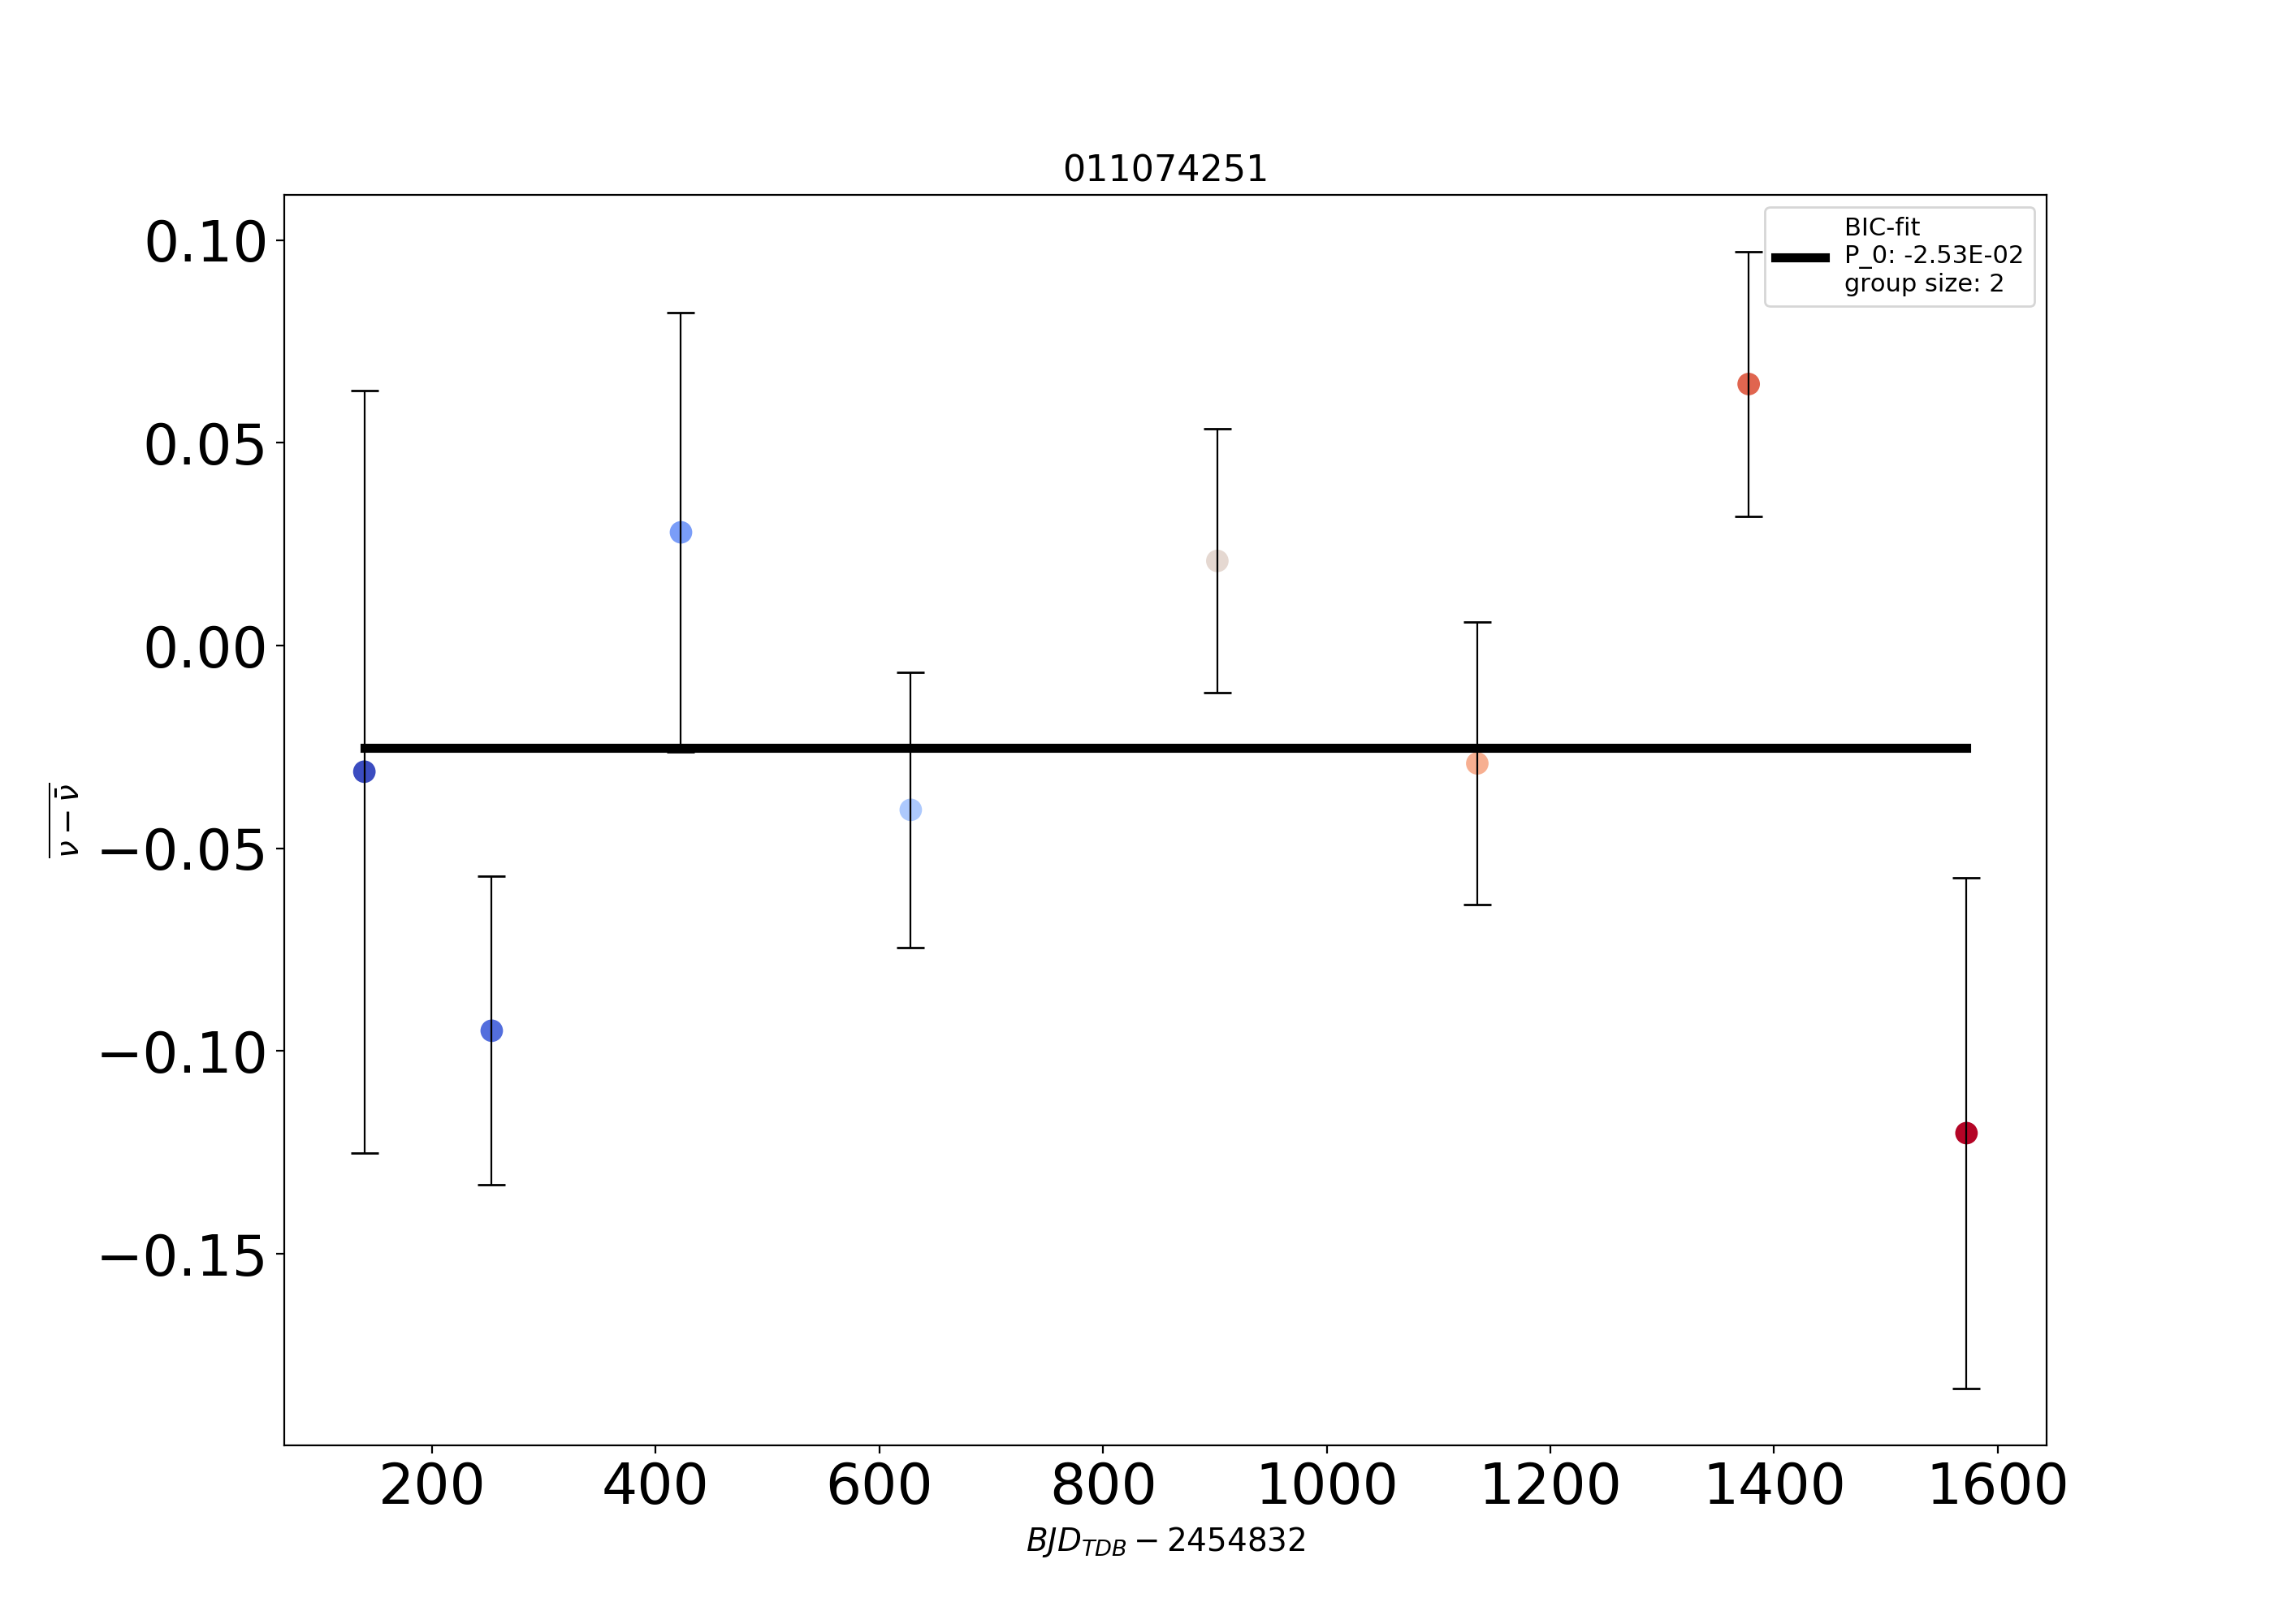 011074251
0.10
0.05
0.00
−0.05
−0.10
−0.15
BIC-fit
P_0: -2.53E-02
group size: 2
ν − ν̄
200 400 600 800 1000 1200 1400 1600
BJD_TDB − 2454832